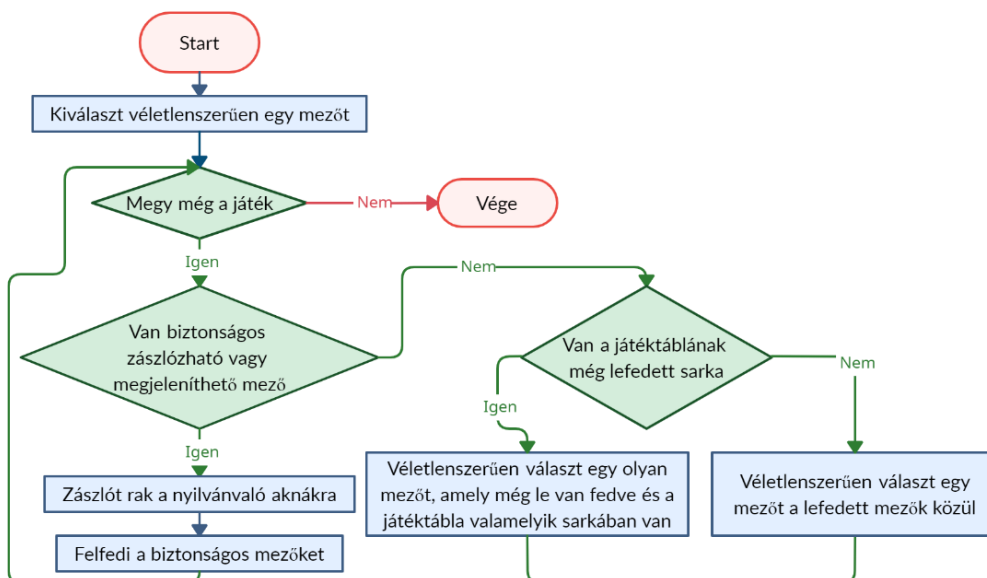 Start
Kiválaszt véletlenszerűen egy mezőt
Megy még a játék
Nem
Vége
Igen
Nem
Van biztonságos
zászlózható vagy
megjeleníthető mező
Van a játéktáblának
még lefedett sarka
Nem
Igen
Igen
Zászlót rak a nyilvánvaló aknákra
Felfedi a biztonságos mezőket
Véletlenszerűen választ egy olyan
mezőt, amely még le van fedve és a
játéktábla valamelyik sarkában van
Véletlenszerűen választ egy
mezőt a lefedett mezők közül